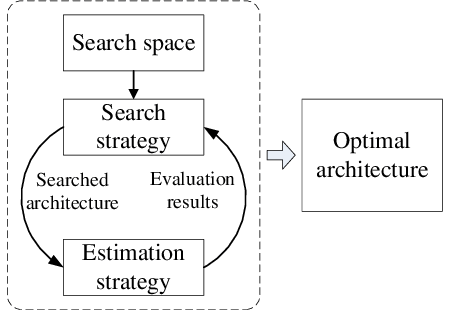 Search space
Search
strategy
Searched
architecture
Evaluation
results
Estimation
strategy
Optimal
architecture